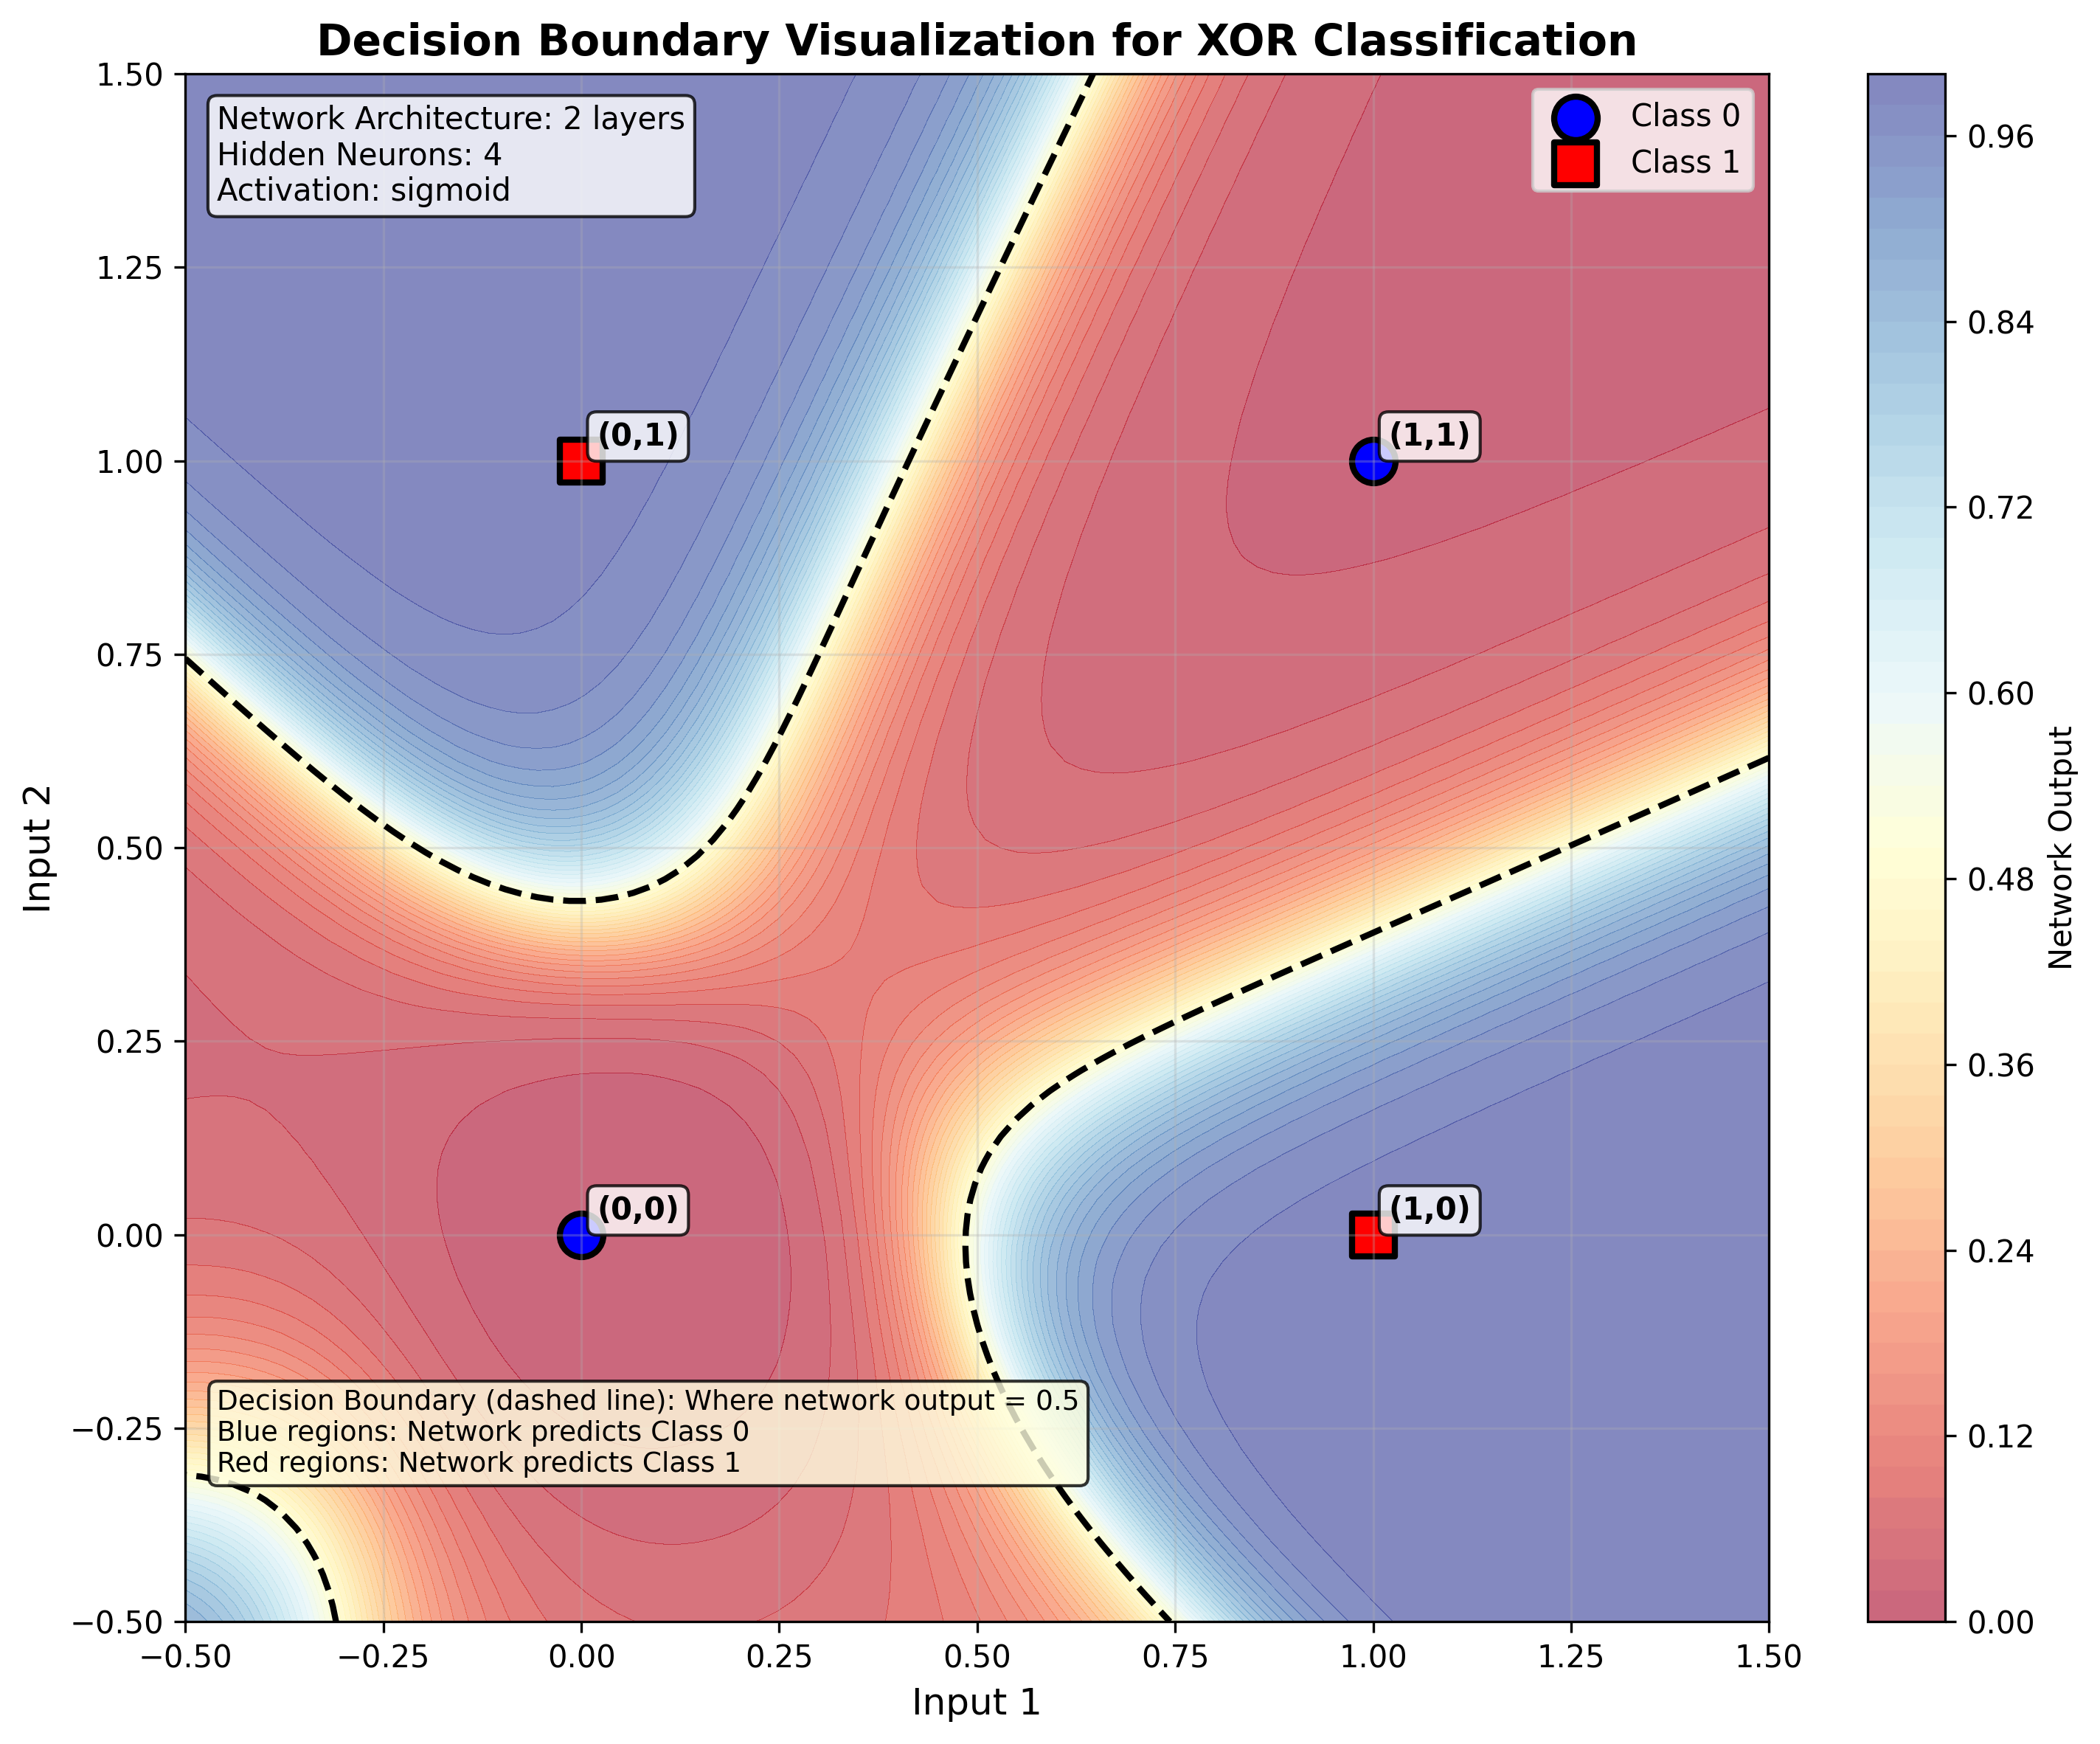 Decision Boundary Visualization for XOR Classification
Network Architecture: 2 layers
Hidden Neurons: 4
Activation: sigmoid
Class 0
Class 1
(0,1)
(1,1)
(0,0)
(1,0)
Decision Boundary (dashed line): Where network output = 0.5
Blue regions: Network predicts Class 0
Red regions: Network predicts Class 1
1.50
1.25
1.00
0.75
0.50
0.25
0.00
−0.25
−0.50
Input 2
−0.50
−0.25
0.00
0.25
0.50
0.75
1.00
1.25
1.50
Input 1
0.96
0.84
0.72
0.60
0.48
0.36
0.24
0.12
0.00
Network Output